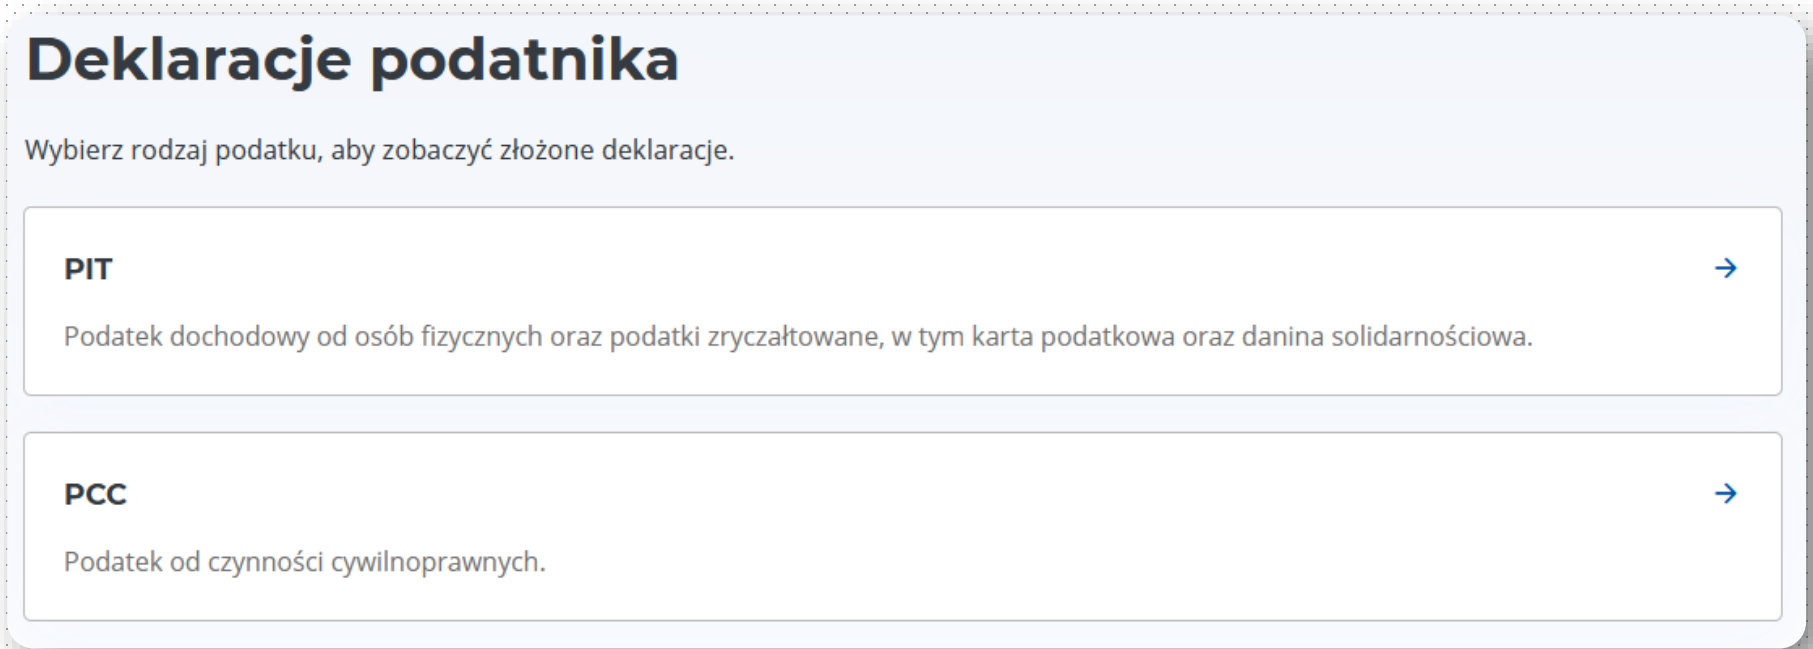 Deklaracje podatnika
Wybierz rodzaj podatku, aby zobaczyć złożone deklaracje.
PIT
Podatek dochodowy od osób fizycznych oraz podatki zryczałtowane, w tym karta podatkowa oraz danina solidarnościowa.
PCC
Podatek od czynności cywilnoprawnych.